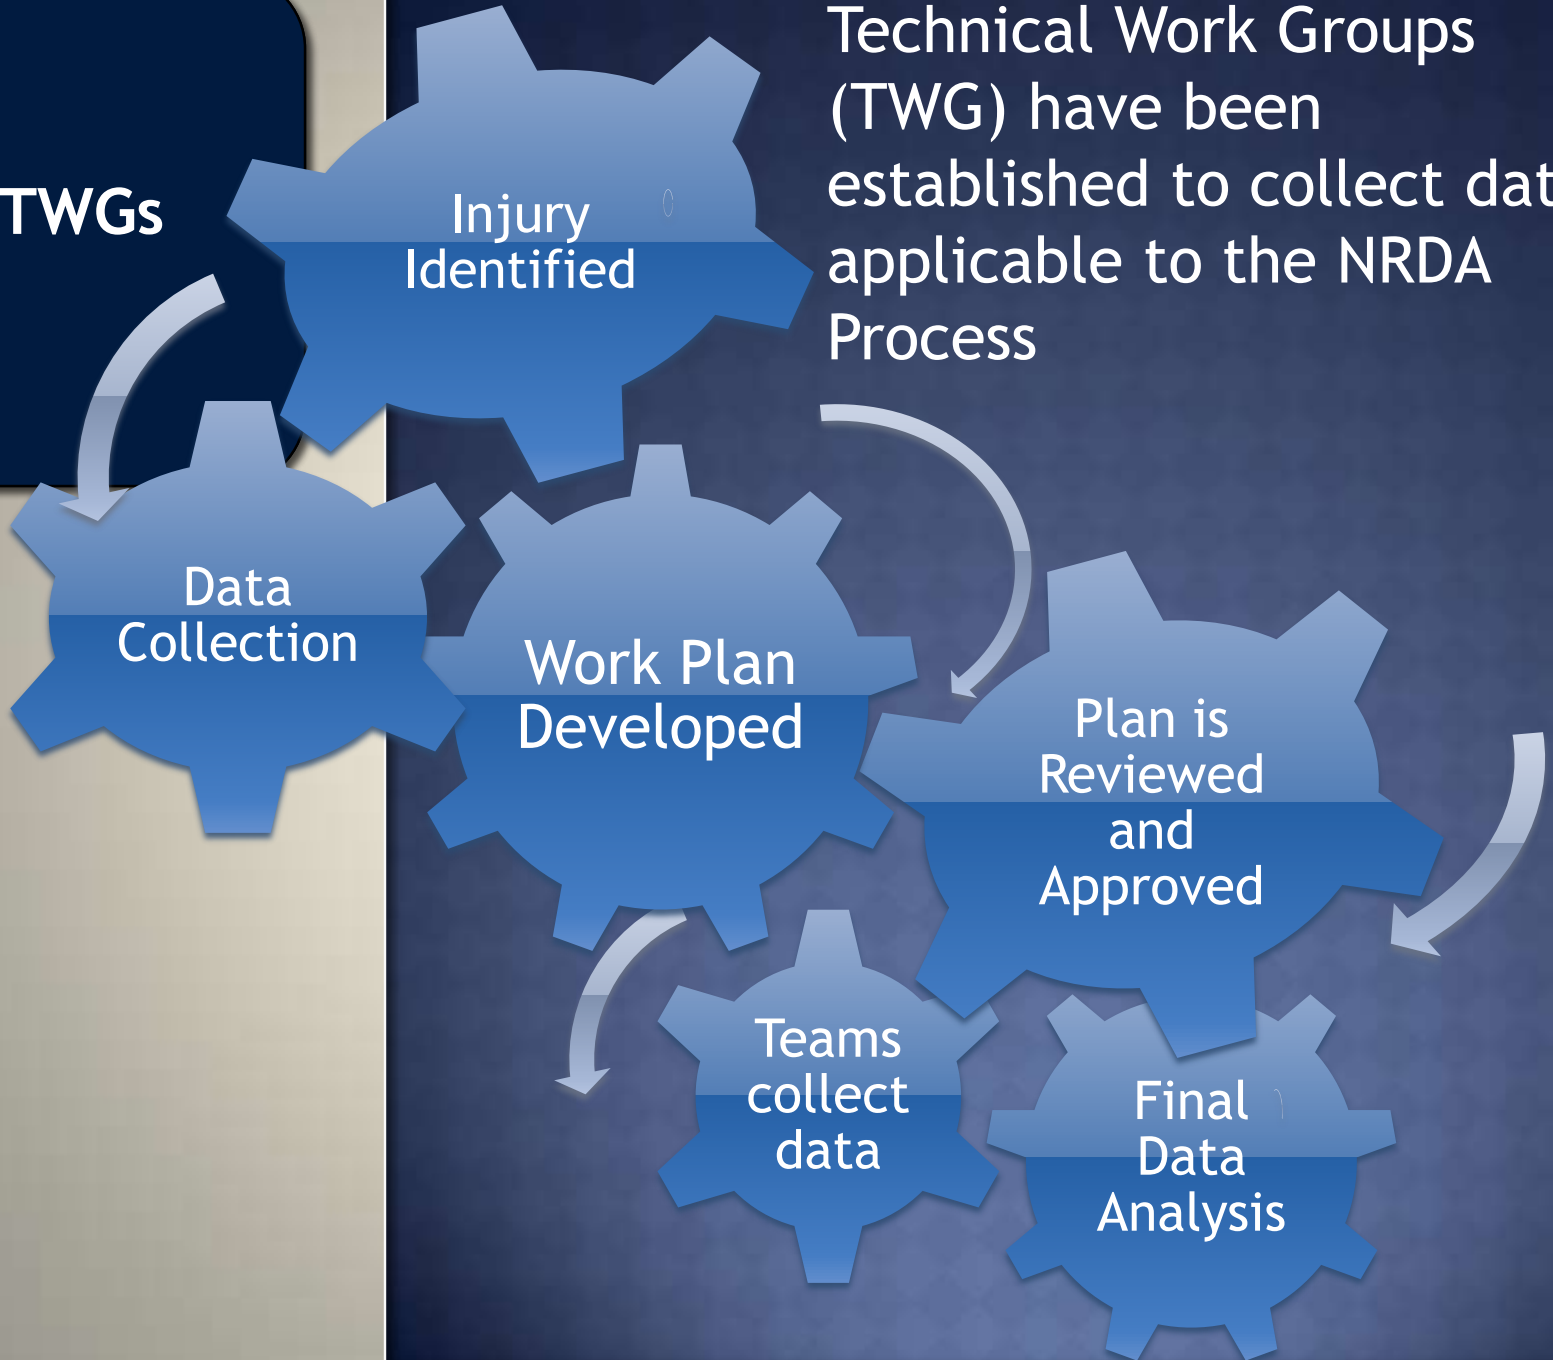 TWGs
Technical Work Groups
(TWG) have been
established to collect dat
applicable to the NRDA
Process
Injury
Identified
Data
Collection
Work Plan
Developed
Plan is
Reviewed
and
Approved
Teams
collect
data
Final
Data
Analysis